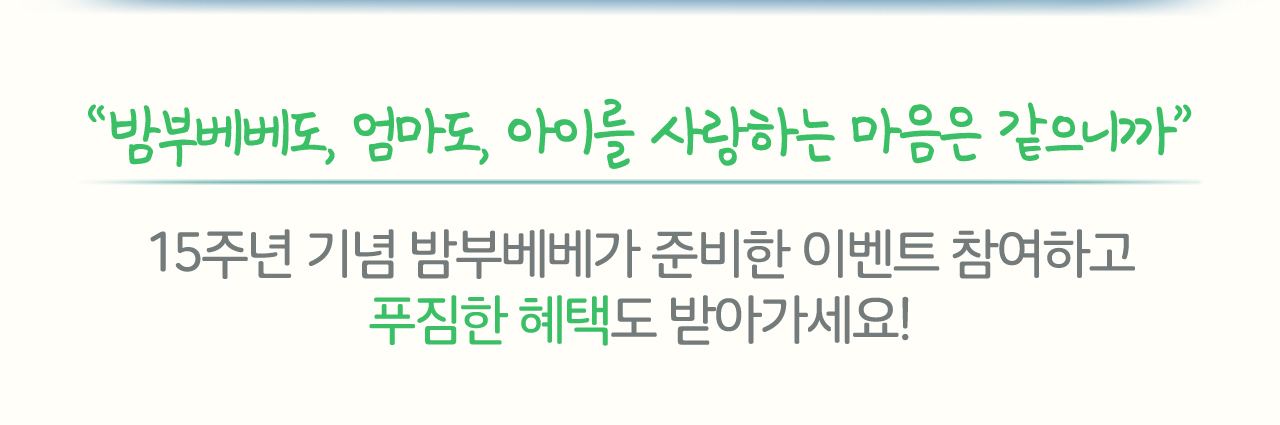 “밤부베베도, 엄마도, 아이를 사랑하는 마음은 같으니까”
15주년 기념 밤부베베가 준비한 이벤트 참여하고
푸짐한 혜택도 받아가세요!